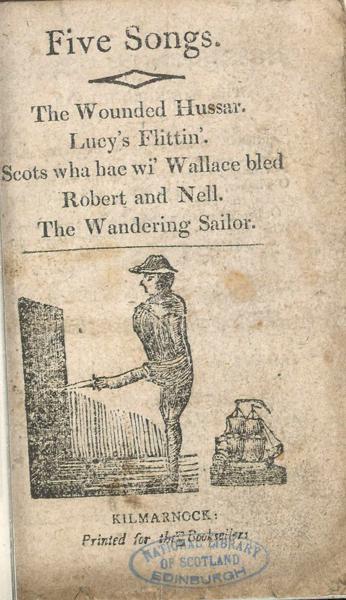 Five Songs.
The Wounded Hussar.
Lucy's Flittin'.
Scots wha hae wi' Wallace bled
Robert and Nell.
The Wandering Sailor.
KILMARNOCK:
Printed for the Booksellers
NATIONAL LIBRARY
OF SCOTLAND
EDINBURGH